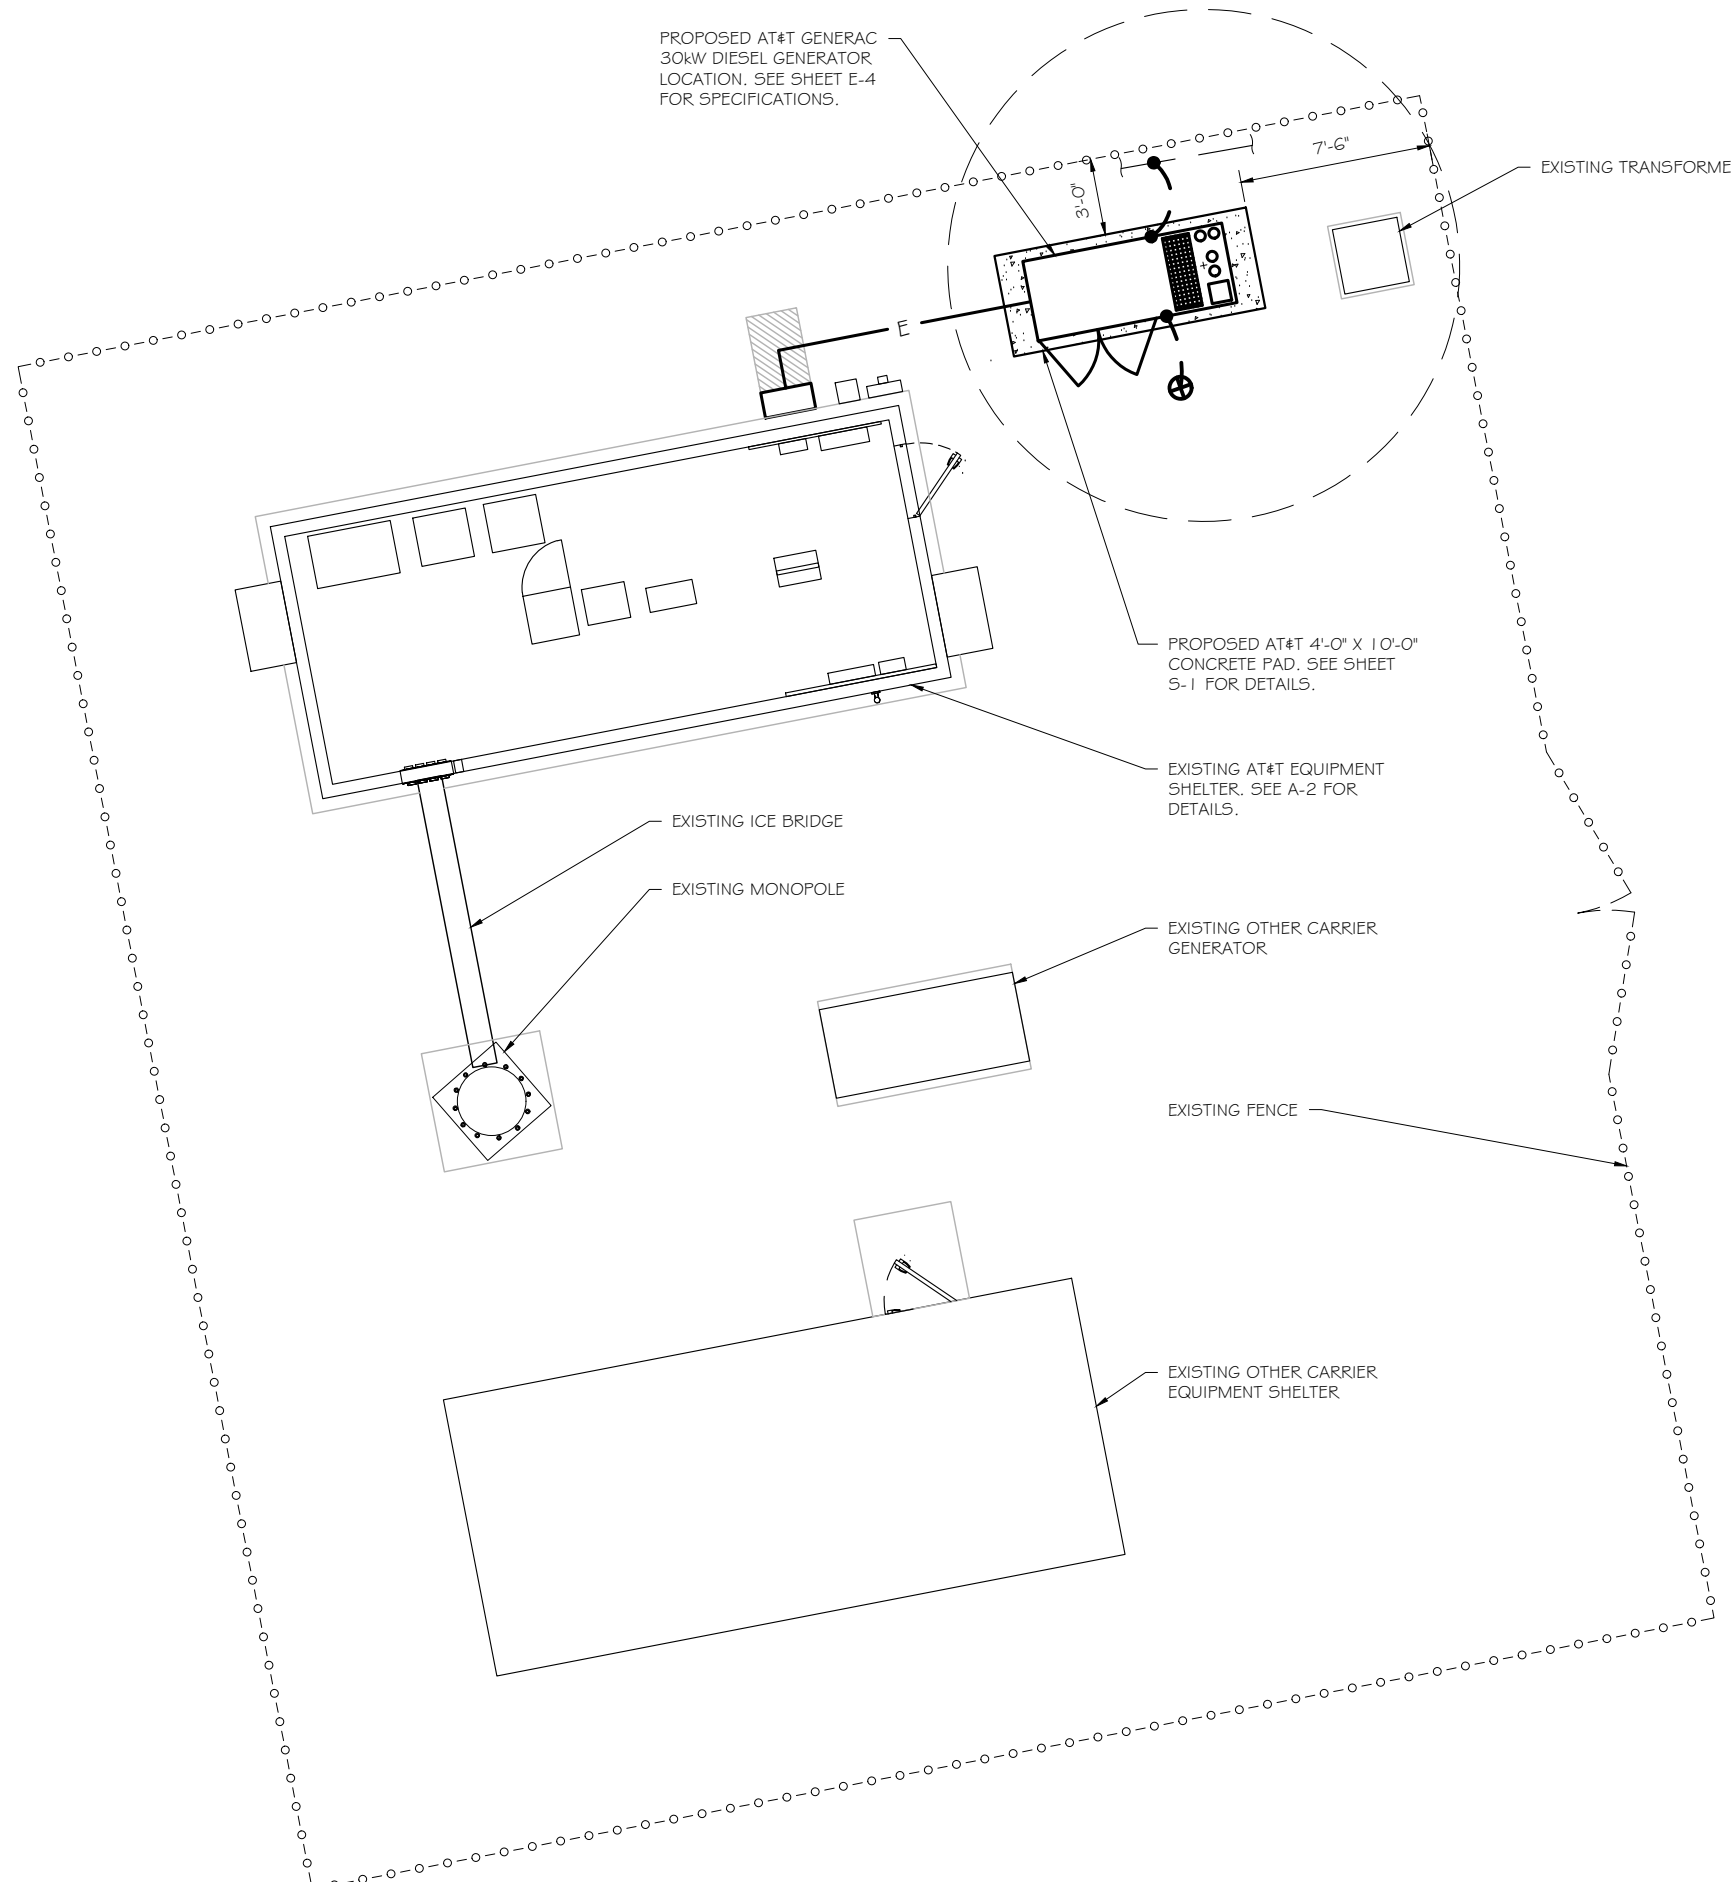 PROPOSED AT&T GENERAC
30kW DIESEL GENERATOR
LOCATION. SEE SHEET E-4
FOR SPECIFICATIONS.
7'-6"
EXISTING TRANSFORME
3'-0"
E
PROPOSED AT&T 4'-0" X 10'-0"
CONCRETE PAD. SEE SHEET
S-1 FOR DETAILS.
EXISTING AT&T EQUIPMENT
SHELTER. SEE A-2 FOR
DETAILS.
EXISTING ICE BRIDGE
EXISTING MONOPOLE
EXISTING OTHER CARRIER
GENERATOR
EXISTING FENCE
EXISTING OTHER CARRIER
EQUIPMENT SHELTER